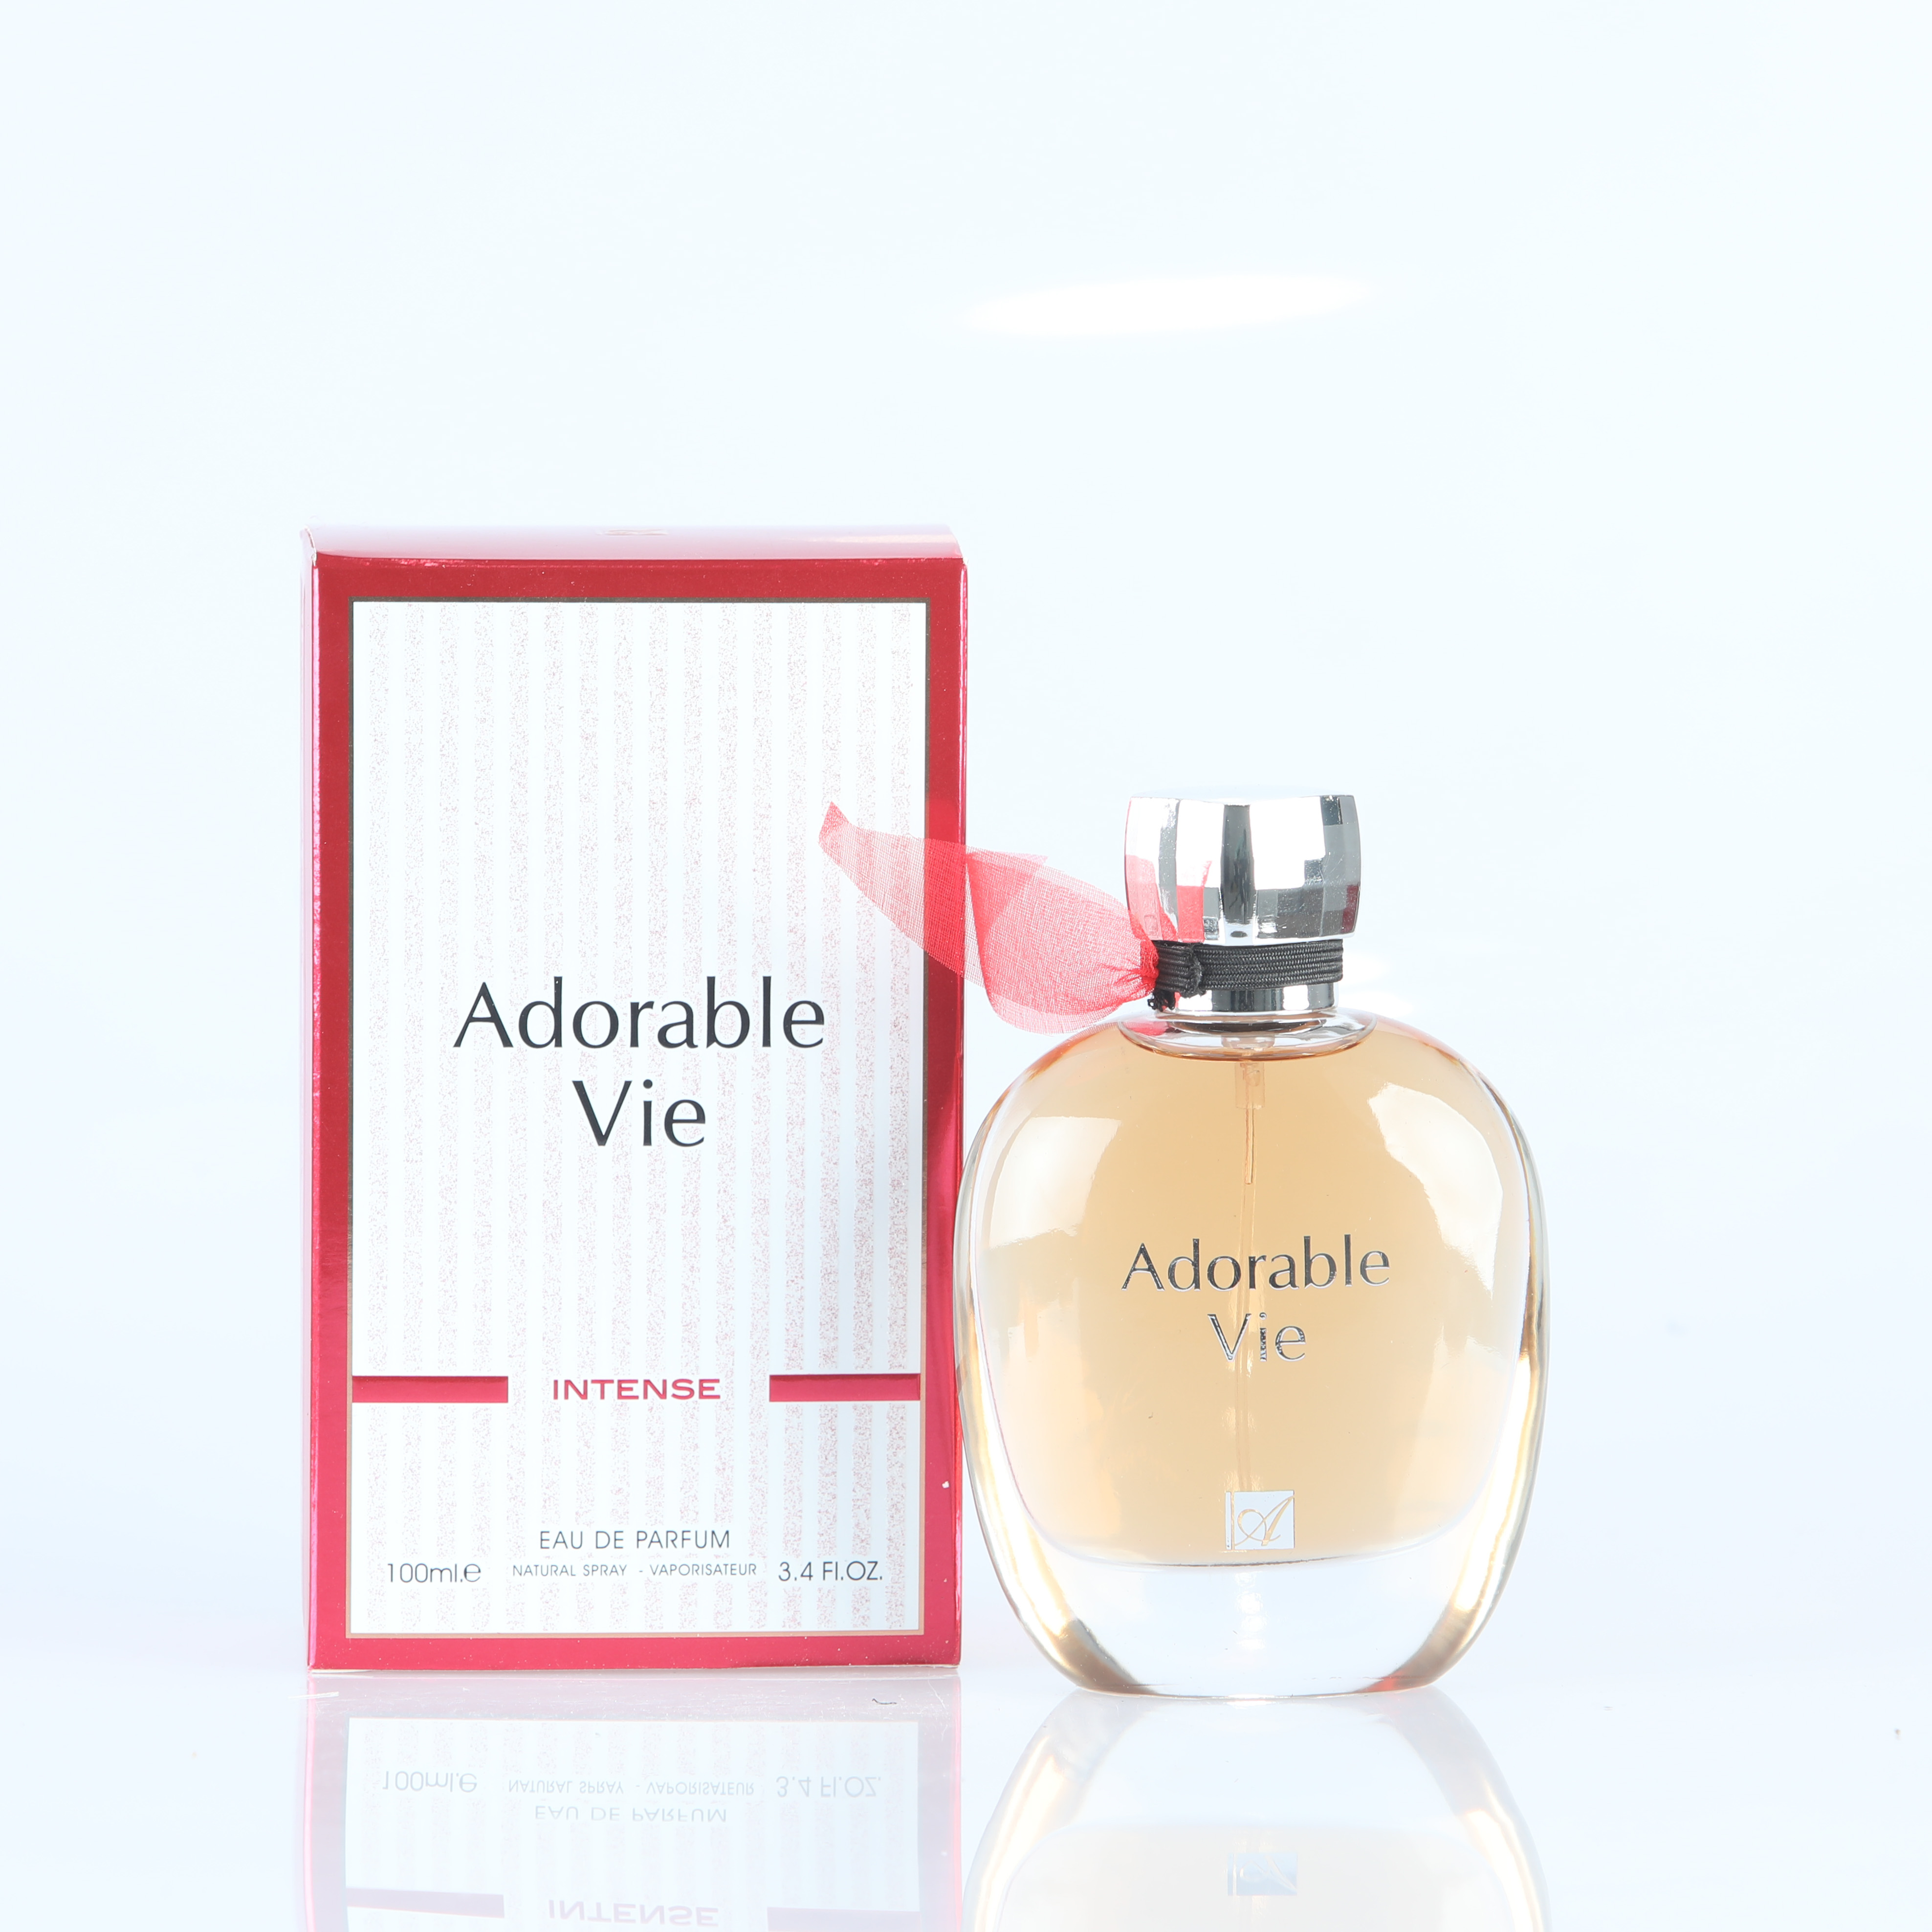 Adorable
Vie
INTENSE
EAU DE PARFUM
100ml.e NATURAL SPRAY - VAPORISATEUR 3.4 Fl.OZ.
Adorable
Vie
A